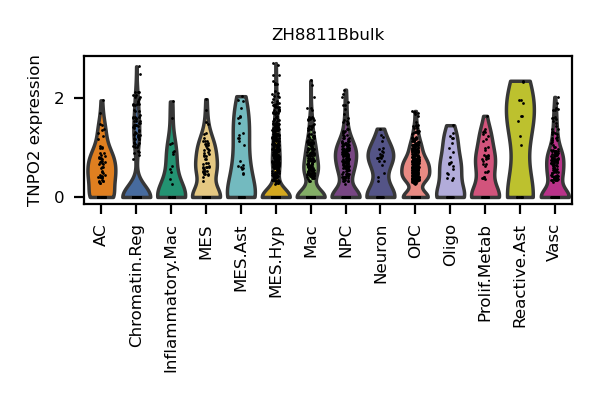 ZH8811Bbulk
TNPO2 expression
2
0
AC
Chromatin.Reg
Inflammatory.Mac
MES
MES.Ast
MES.Hyp
Mac
NPC
Neuron
OPC
Oligo
Prolif.Metab
Reactive.Ast
Vasc